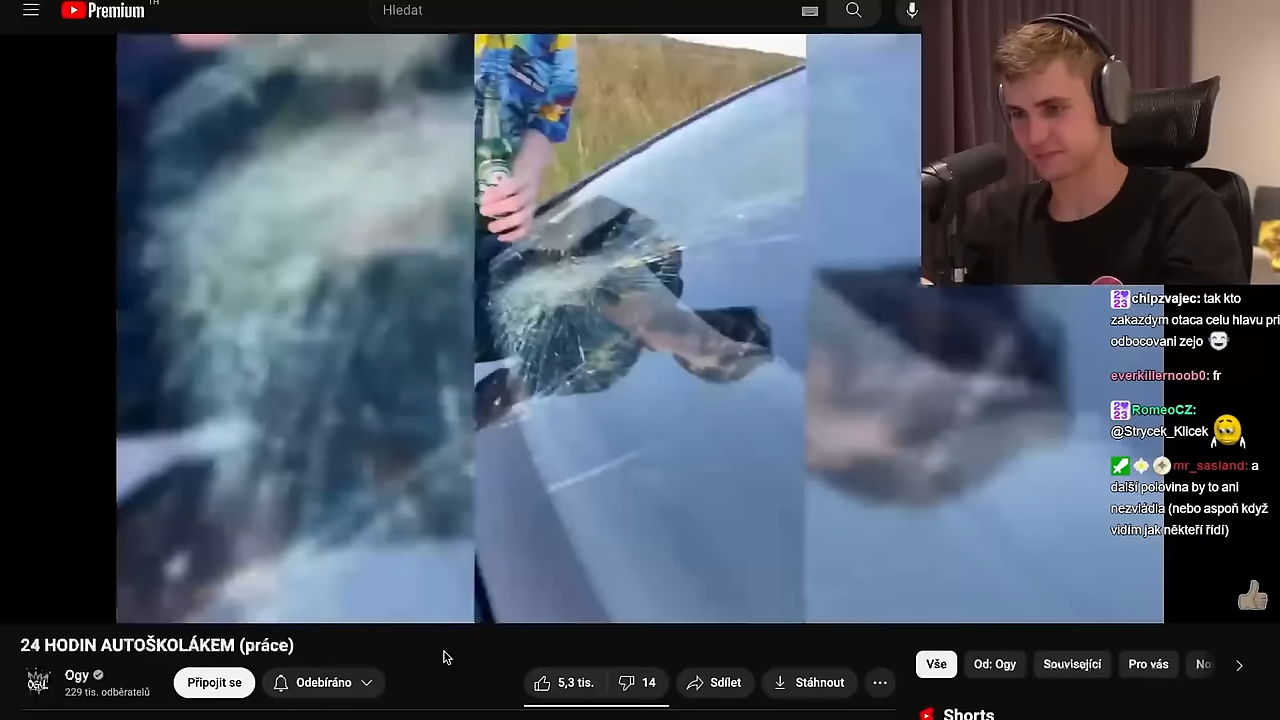 Premium TH
Hledat
chipzvajec: tak kto
zakazdym otaca celu hlavu pri
odbocovani zejo
everkillernoob0: fr
RomeoCZ:
@Strycek_Klicek
mr_sasland: a
další polovina by to ani
nezvládla (nebo aspoň když
vidím jak někteří řídí)
24 HODIN AUTOŠKOLÁKEM (práce)
Ogy
229 tis. odběratelů
Připojit se
Odebíráno
5,3 tis.
14
Sdílet
Stáhnout
Vše
Od: Ogy
Související
Pro vás
Shorts